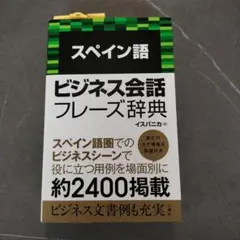 スペイン語
ビジネス会話
フレーズ辞典
イスパニカ
スペイン語圏での
ビジネスシーンで
役に立つ用例を場面別に
約2400掲載
ビジネス文書例も充実